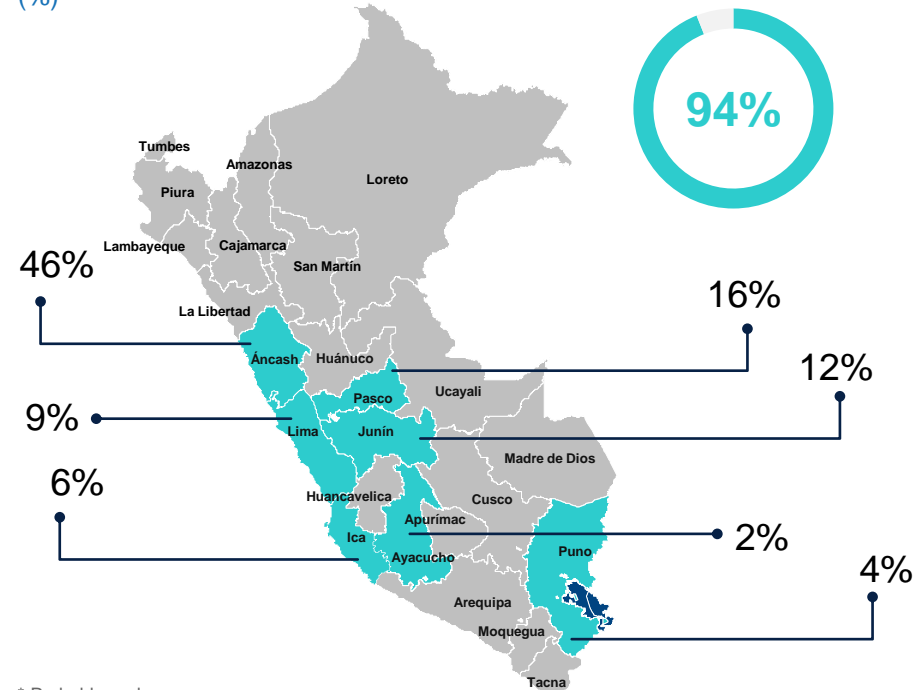 (%)
94%
Tumbes
Amazonas
Loreto
Piura
Lambayeque
Cajamarca
San Martín
46%
16%
La Libertad
Áncash
Huánuco
12%
Ucayali
Pasco
9%
Lima
Junín
Madre de Dios
6%
Huancavelica
Cusco
Apurímac
Ica
2%
Puno
Ayacucho
4%
Arequipa
Moquegua
Tacna